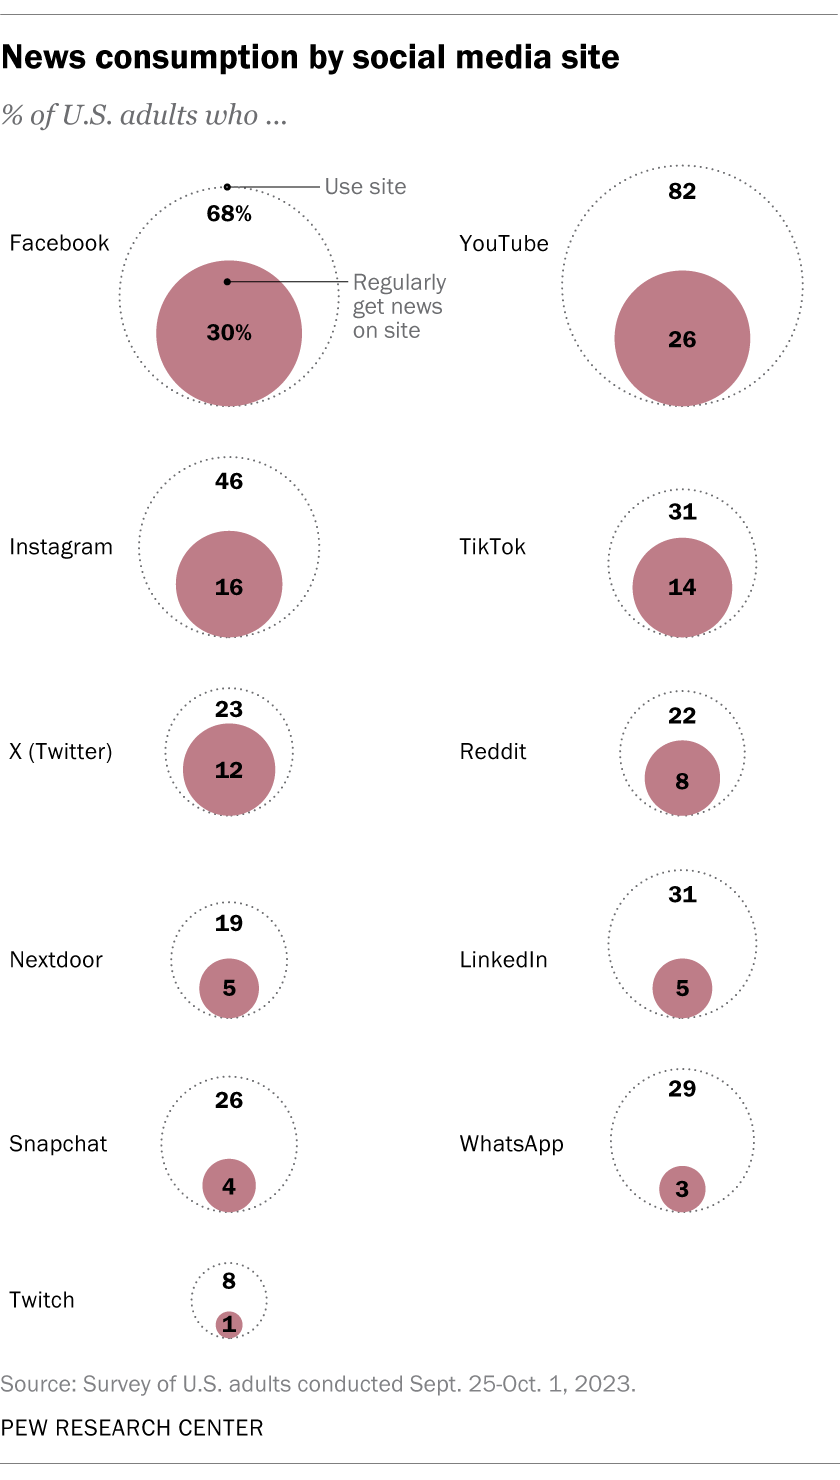 News consumption by social media site
% of U.S. adults who ...
Use site
68%
Facebook
Regularly
get news
on site
30%
82
YouTube
26
46
Instagram
16
31
TikTok
14
23
X (Twitter)
12
22
Reddit
8
19
Nextdoor
5
31
LinkedIn
5
26
Snapchat
4
29
WhatsApp
3
8
Twitch
1
Source: Survey of U.S. adults conducted Sept. 25-Oct. 1, 2023.
PEW RESEARCH CENTER